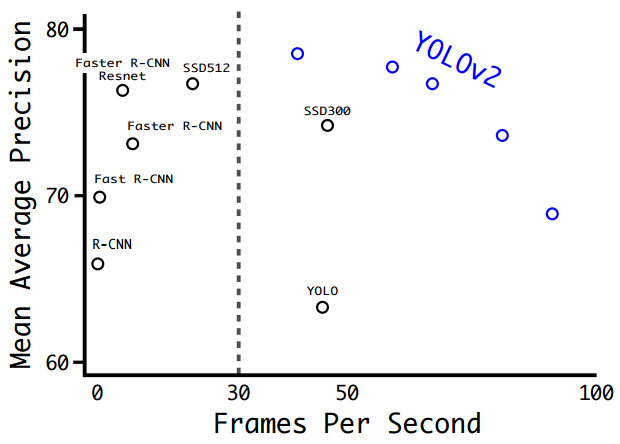 Mean Average Precision
80
70
60
Faster R-CNN
Resnet
SSD512
Faster R-CNN
Fast R-CNN
R-CNN
SSD300
YOLO
YOLOv2
0
30
50
100
Frames Per Second